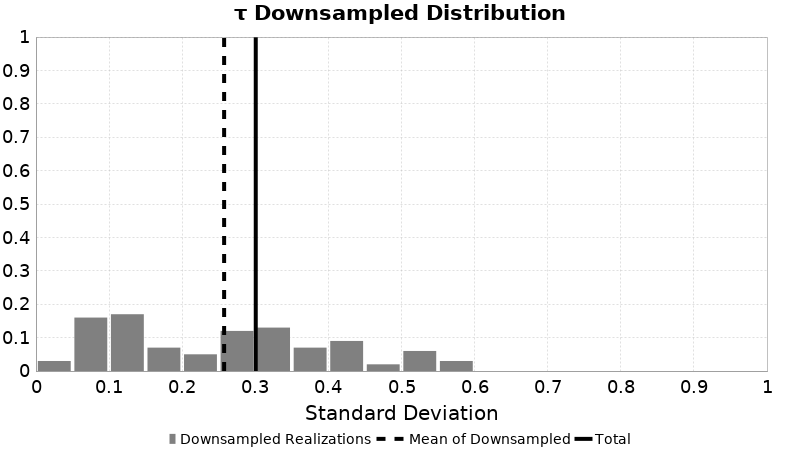 τ Downsampled Distribution
1
0.9
0.8
0.7
0.6
0.5
0.4
0.3
0.2
0.1
0
0 0.1 0.2 0.3 0.4 0.5 0.6 0.7 0.8 0.9 1
Standard Deviation
Downsampled Realizations Mean of Downsampled Total